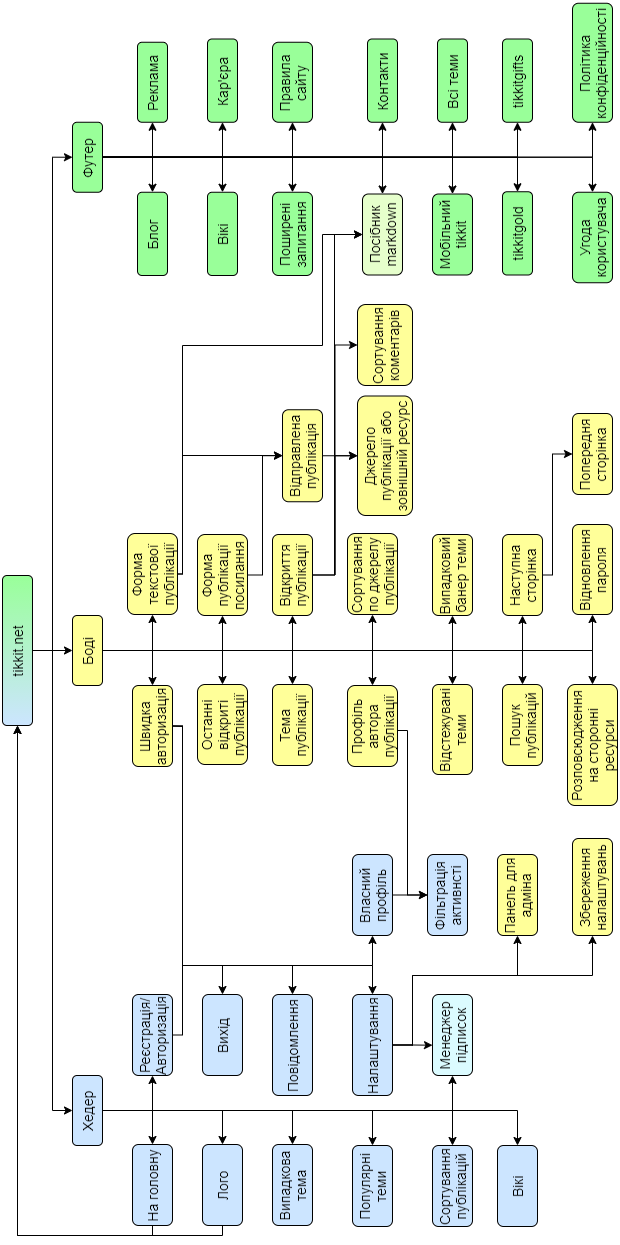 tikkit.net
Хедер
Боді
Футер
На головну
Реєстрація/
Авторизація
Лого
Вихід
Випадкова
тема
Повідомлення
Популярні
теми
Налаштування
Власний
профіль
Фільтрація
активнсті
Сортування
публікацій
Менеджер
підписок
Вікі
Панель для
адміна
Збереження
налаштувань
Швидка
авторизація
Форма
текстової
публікації
Останні
відкриті
публікації
Форма
публікації
посилання
Тема
публікації
Відкриття
публікації
Відправлена
публікація
Профіль
автора
публікації
Сортування
по джерелу
публікації
Джерело
публікації або
зовнішній ресурс
Сортування
коментарів
Відстежувані
теми
Випадковий
банер теми
Пошук
публікацій
Наступна
сторінка
Попередня
сторінка
Розповсюдження
на сторонні
ресурси
Відновлення
пароля
Блог
Реклама
Вікі
Кар'єра
Поширені
запитання
Правила
сайту
Посібник
markdown
Контакти
Мобільний
tikkit
Всі теми
tikkitgold
tikkitgifts
Угода
користувача
Політика
конфіденційності